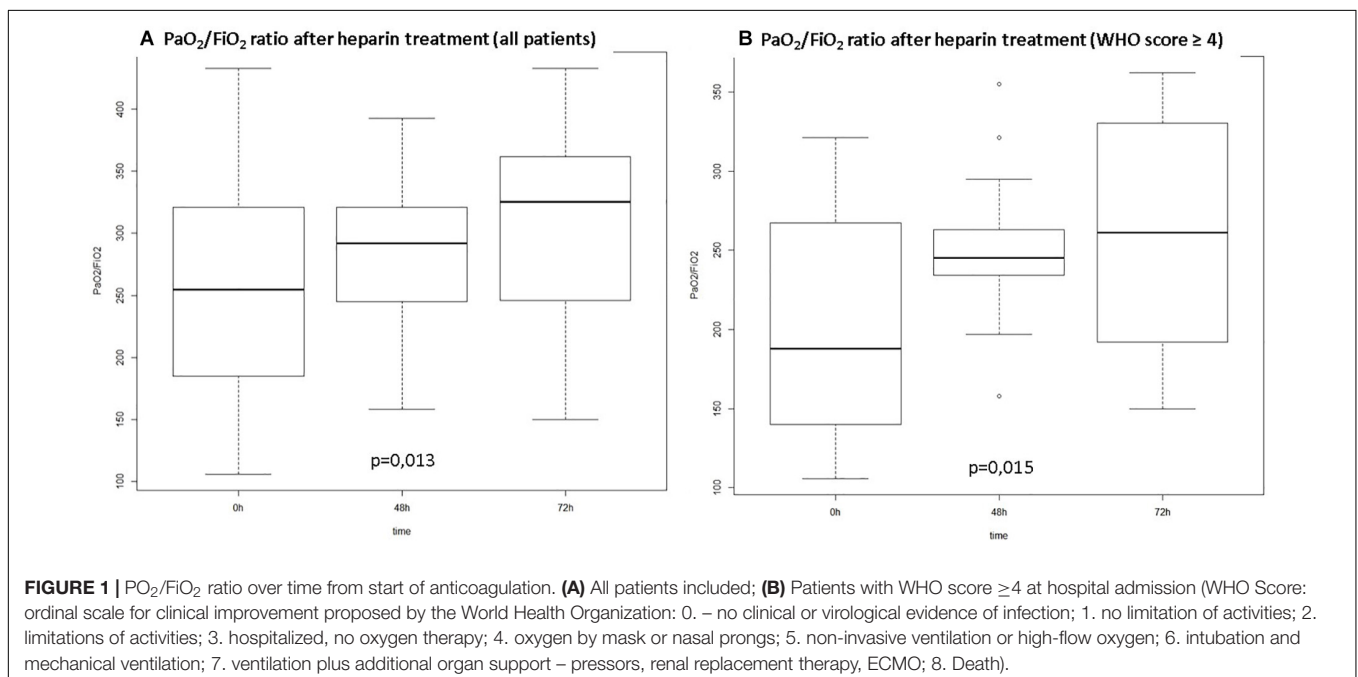 A PaO₂/FiO₂ ratio after heparin treatment (all patients)
PaO2/FiO2
400
350
300
250
200
150
100
p=0,013
0h 48h 72h
time
B PaO₂/FiO₂ ratio after heparin treatment (WHO score ≥ 4)
PaO2/FiO2
350
300
250
200
150
100
p=0,015
0h 48h 72h
time
FIGURE 1 | PO₂/FiO₂ ratio over time from start of anticoagulation. (A) All patients included; (B) Patients with WHO score ≥4 at hospital admission (WHO Score:
ordinal scale for clinical improvement proposed by the World Health Organization: 0. – no clinical or virological evidence of infection; 1. no limitation of activities; 2.
limitations of activities; 3. hospitalized, no oxygen therapy; 4. oxygen by mask or nasal prongs; 5. non-invasive ventilation or high-flow oxygen; 6. intubation and
mechanical ventilation; 7. ventilation plus additional organ support – pressors, renal replacement therapy, ECMO; 8. Death).